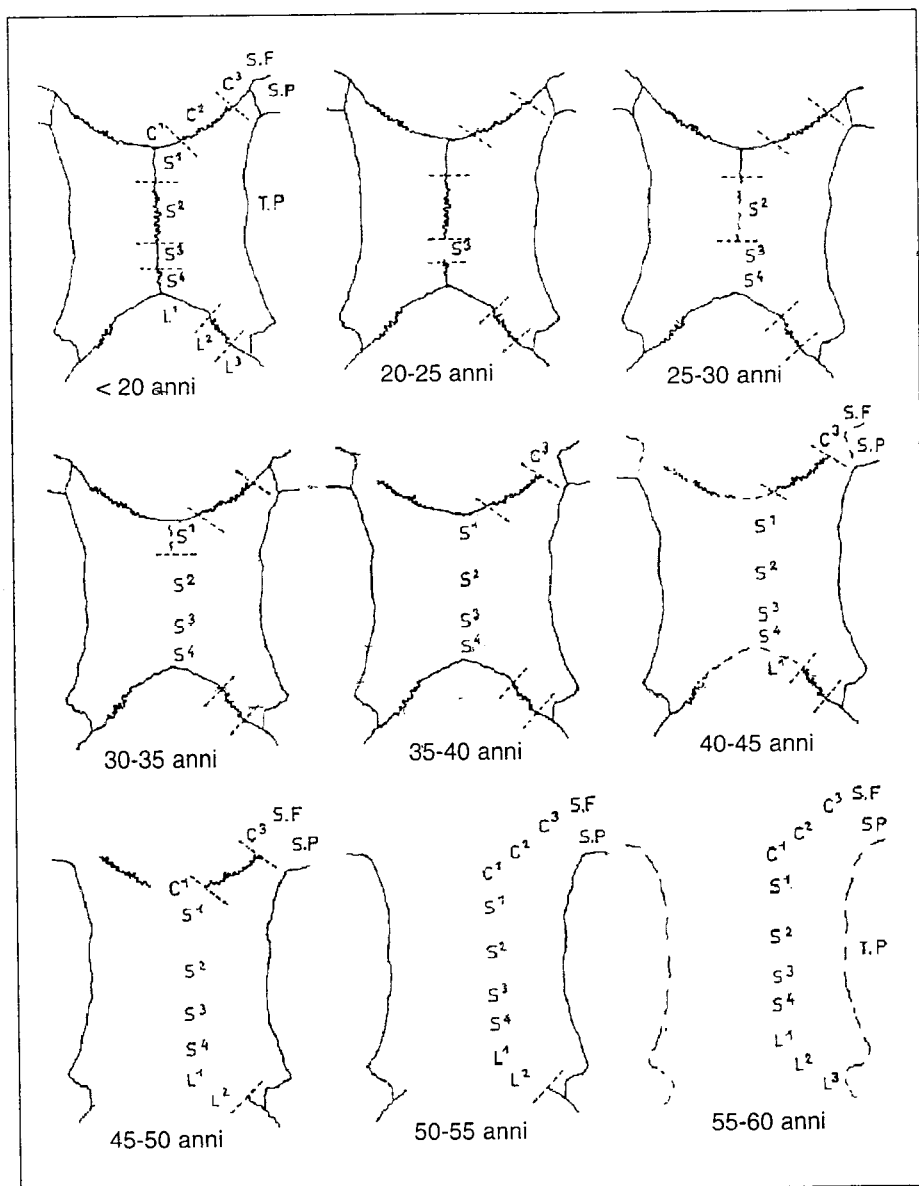 S.F
C³
S.P
C²
C¹
S¹
T.P
S²
S³
S⁴
L¹
L²
L³
< 20 anni
S³
20-25 anni
S²
S³
S⁴
25-30 anni
S¹
S²
S³
S⁴
30-35 anni
C³
S¹
S²
S³
S⁴
35-40 anni
S.F
C³
S.P
S¹
S²
S³
S⁴
L¹
40-45 anni
S.F
C³
S.P
C¹
S¹
S²
S³
S⁴
L¹
L²
45-50 anni
C³ S.F
C² S.P
C¹
S¹
S²
S³
S⁴
L¹
L²
50-55 anni
C³ S.F
C² S.P
C¹
S¹
S² T.P
S³
S⁴
L¹
L²
L³
55-60 anni